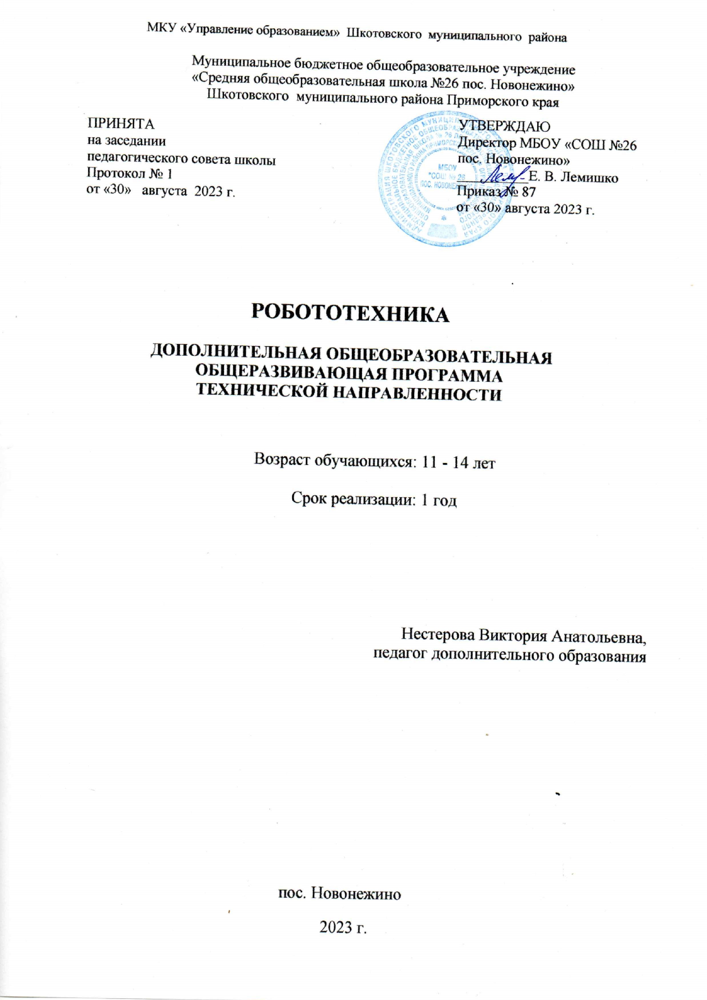 МКУ «Управление образованием» Шкотовского муниципального района
Муниципальное бюджетное общеобразовательное учреждение
«Средняя общеобразовательная школа №26 пос. Новонежино»
Шкотовского муниципального района Приморского края
ПРИНЯТА
на заседании
педагогического совета школы
Протокол № 1
от «30» августа 2023 г.
УТВЕРЖДАЮ
Директор МБОУ «СОШ №26
пос. Новонежино»
Е. В. Лемишко
Приказ № 87
от «30» августа 2023 г.
МБОУ
"СОШ № 26
ПОС. НОВОНЕЖИНО"
РОБОТОТЕХНИКА
ДОПОЛНИТЕЛЬНАЯ ОБЩЕОБРАЗОВАТЕЛЬНАЯ
ОБЩЕРАЗВИВАЮЩАЯ ПРОГРАММА
ТЕХНИЧЕСКОЙ НАПРАВЛЕННОСТИ
Возраст обучающихся: 11 - 14 лет
Срок реализации: 1 год
Нестерова Виктория Анатольевна,
педагог дополнительного образования
пос. Новонежино
2023 г.